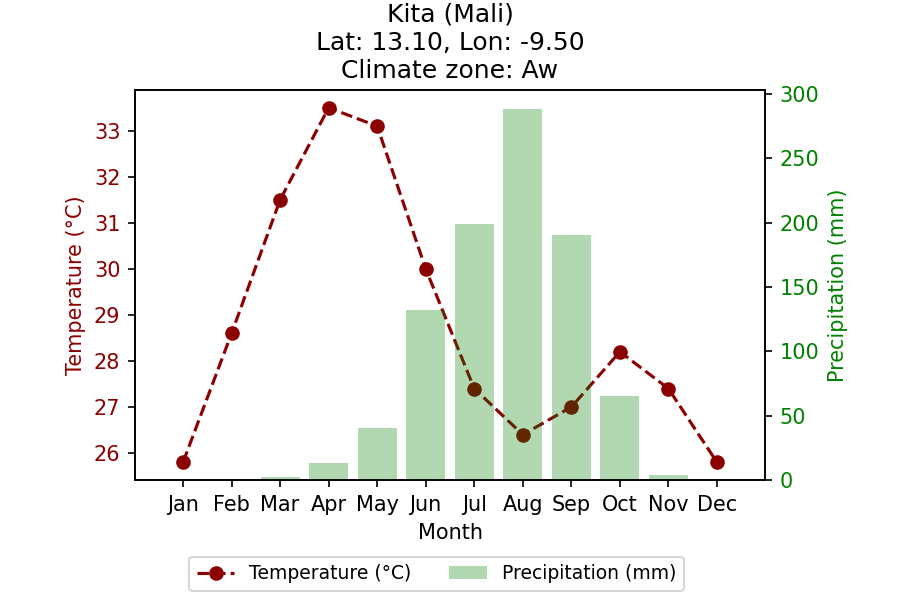 Kita (Mali)
Lat: 13.10, Lon: -9.50
Climate zone: Aw
Temperature (°C)
33
32
31
30
29
28
27
26
Precipitation (mm)
300
250
200
150
100
50
0
Jan Feb Mar Apr May Jun Jul Aug Sep Oct Nov Dec
Month
Temperature (°C) Precipitation (mm)